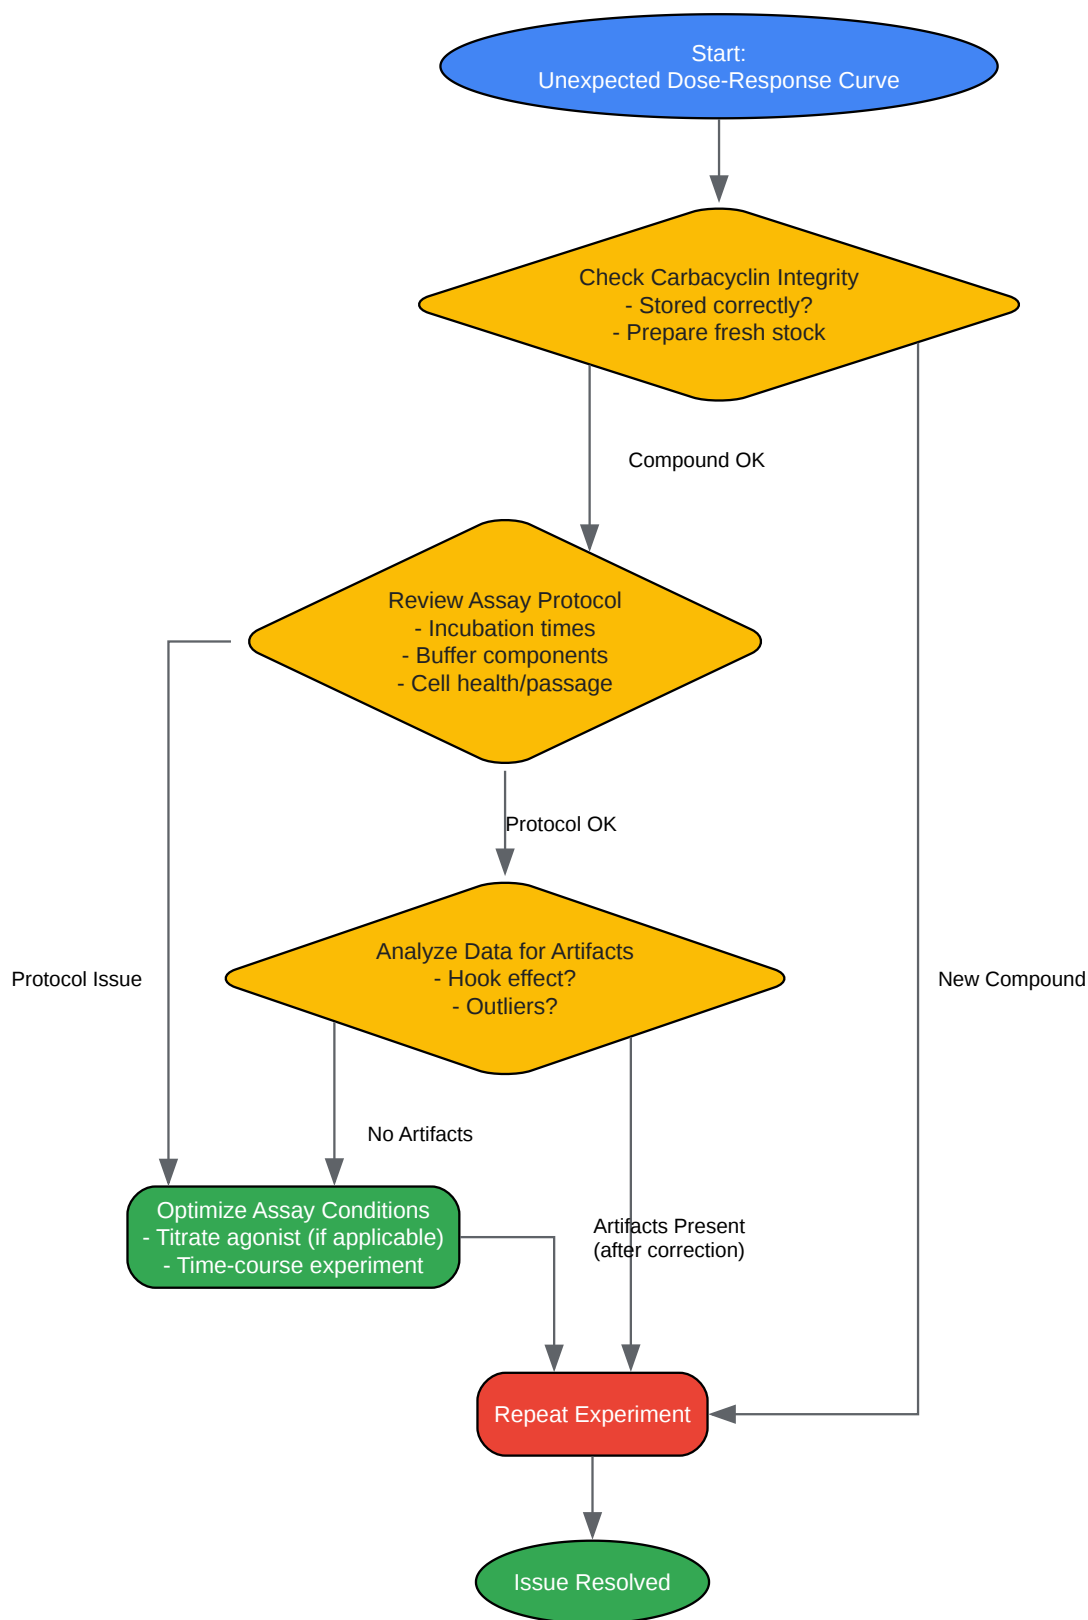 Start:
Unexpected Dose-Response Curve
Check Carbacyclin Integrity
- Stored correctly?
- Prepare fresh stock
Compound OK
Review Assay Protocol
- Incubation times
- Buffer components
- Cell health/passage
Protocol OK
Analyze Data for Artifacts
- Hook effect?
- Outliers?
Protocol Issue
New Compound
No Artifacts
Optimize Assay Conditions
- Titrate agonist (if applicable)
- Time-course experiment
Artifacts Present
(after correction)
Repeat Experiment
Issue Resolved